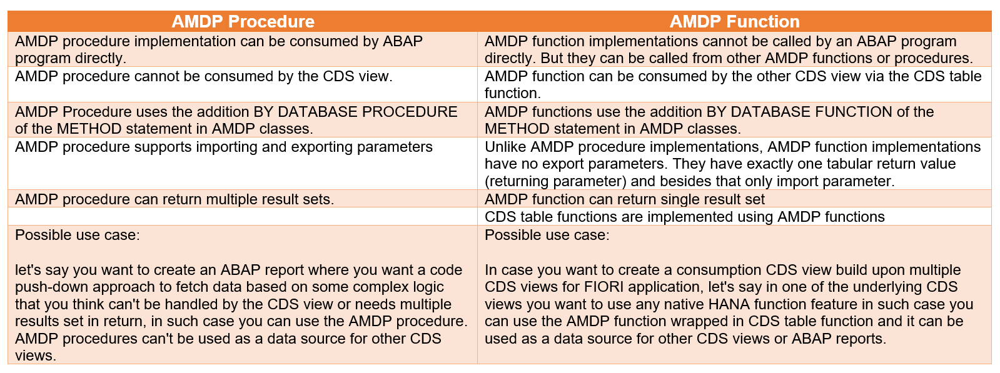 AMDP Procedure
AMDP Function
AMDP procedure implementation can be consumed by ABAP
program directly.
AMDP function implementations cannot be called by an ABAP program
directly. But they can be called from other AMDP functions or procedures.
AMDP procedure cannot be consumed by the CDS view.
AMDP function can be consumed by the other CDS view via the CDS table
function.
AMDP Procedure uses the addition BY DATABASE PROCEDURE
of the METHOD statement in AMDP classes.
AMDP functions use the addition BY DATABASE FUNCTION of the
METHOD statement in AMDP classes.
AMDP procedure supports importing and exporting parameters
Unlike AMDP procedure implementations, AMDP function implementations
have no export parameters. They have exactly one tabular return value
(returning parameter) and besides that only import parameter.
AMDP procedure can return multiple result sets.
AMDP function can return single result set
CDS table functions are implemented using AMDP functions
Possible use case:
let's say you want to create an ABAP report where you want a code
push-down approach to fetch data based on some complex logic
that you think can't be handled by the CDS view or needs multiple
results set in return, in such case you can use the AMDP procedure.
AMDP procedures can't be used as a data source for other CDS
views.
Possible use case:
In case you want to create a consumption CDS view build upon multiple
CDS views for FIORI application, let's say in one of the underlying CDS
views you want to use any native HANA function feature in such case you
can use the AMDP function wrapped in CDS table function and it can be
used as a data source for other CDS views or ABAP reports.